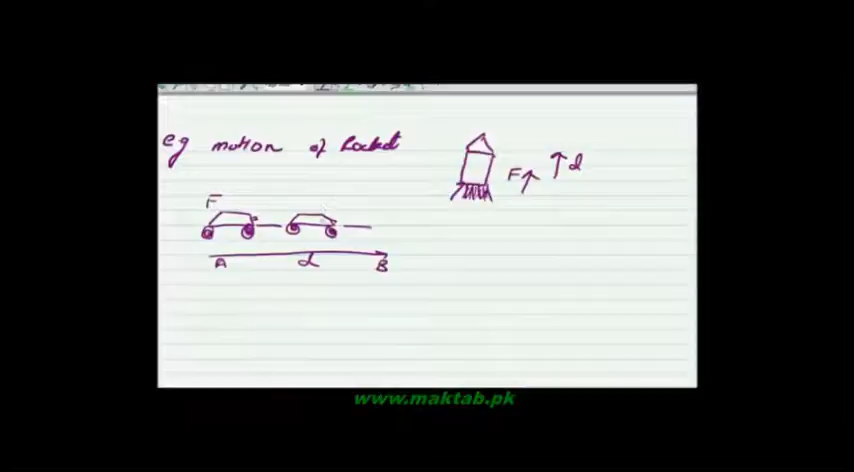 eg motion of Rocket
F↑ ↑d
F
A d B
www.maktab.pk